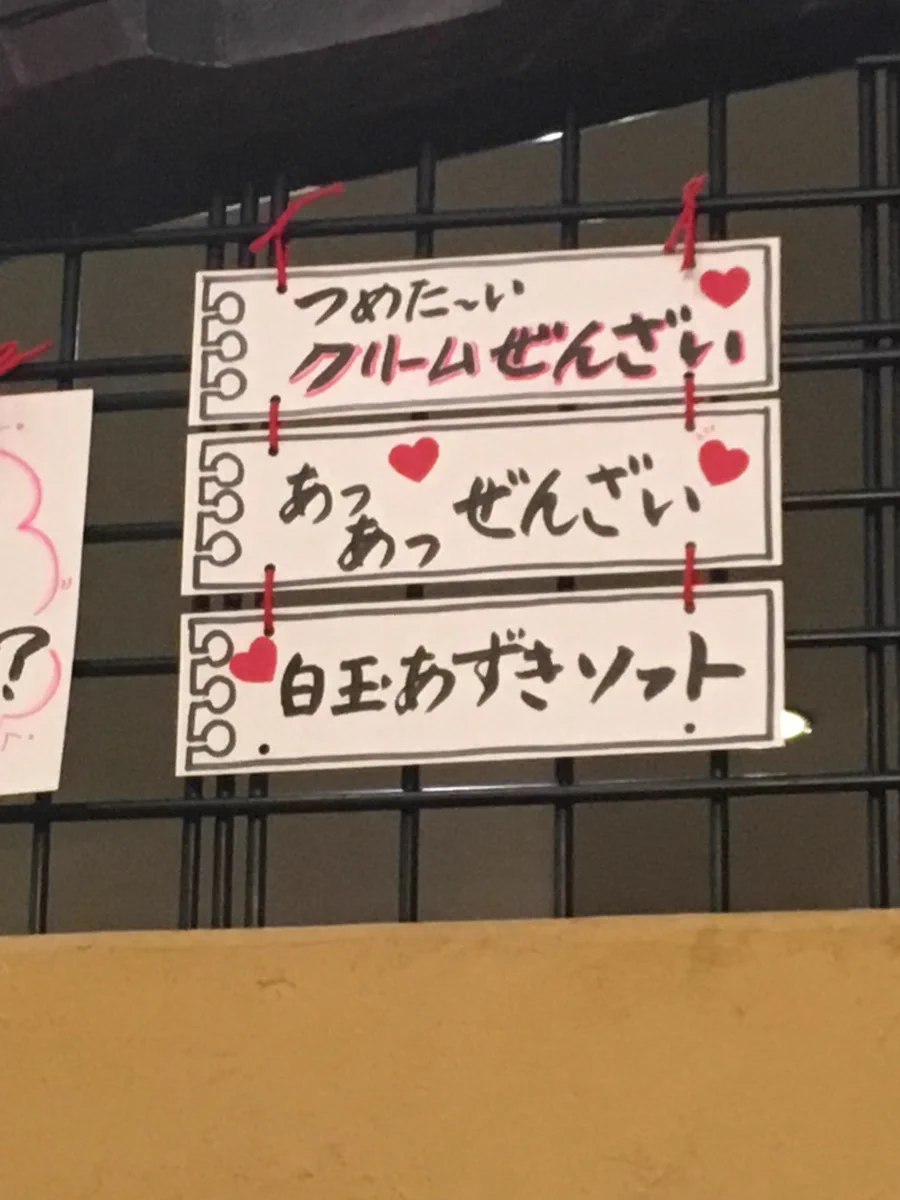 つめた〜い
クリームぜんざい
あっ
あっ ぜんざい
白玉あずきソフト
?